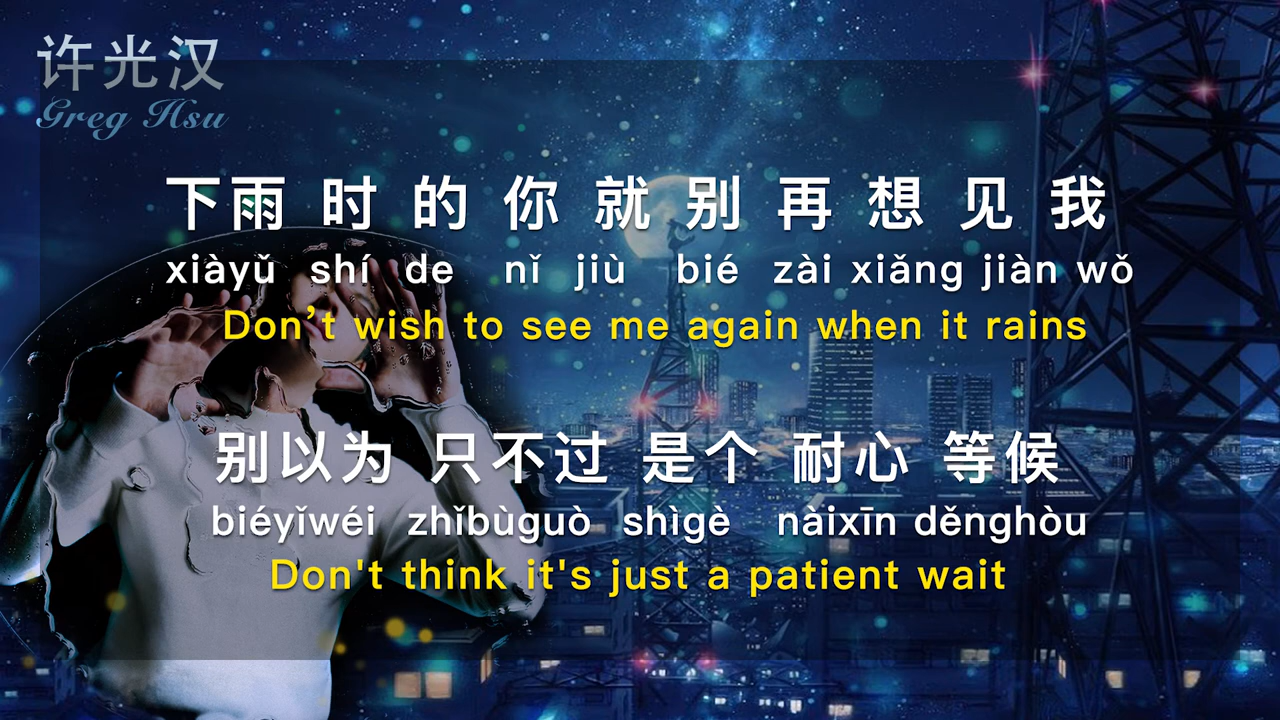 许光汉
Greg Hsu
下雨 时 的 你 就 别 再 想 见 我
xiàyǔ shí de nǐ jiù bié zài xiǎng jiàn wǒ
Don’t wish to see me again when it rains
别以为 只不过 是个 耐心 等候
biéyǐwéi zhǐbùguò shìgè nàixīn děnghòu
Don't think it's just a patient wait